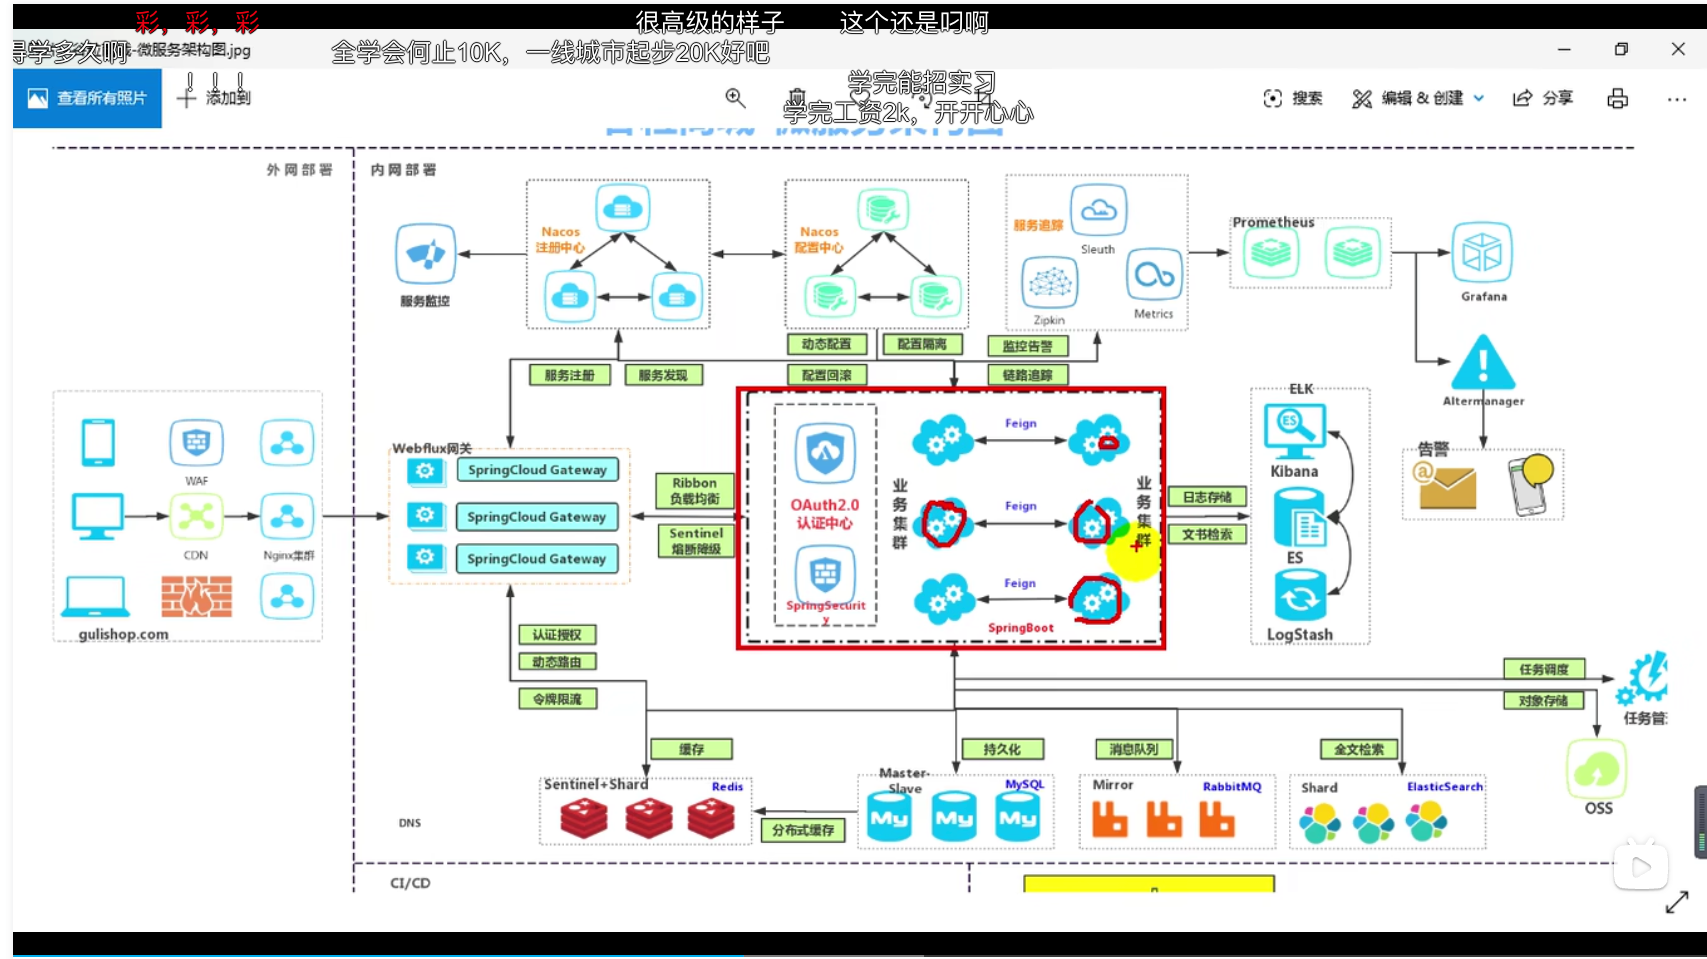 彩，彩，彩
很高级的样子
这个还是叼啊
得学多久啊
-微服务架构图.jpg
全学会何止10K，一线城市起步20K好吧
！！！
学完能招实习
查看所有照片
添加到
学完工资2k，开开心心
搜索
编辑 & 创建
分享
外网部署
内网部署
Nacos
注册中心
Nacos
配置中心
服务追踪
Sleuth
Zipkin
Metrics
Prometheus
Grafana
服务监控
动态配置
配置隔离
监控告警
服务注册
服务发现
配置回滚
链路追踪
Altermanager
告警
WAF
CDN
Nginx集群
gulishop.com
Webflux网关
SpringCloud Gateway
SpringCloud Gateway
SpringCloud Gateway
Ribbon
负载均衡
Sentinel
熔断降级
OAuth2.0
认证中心
SpringSecurit
y
业务集群
Feign
Feign
Feign
SpringBoot
业务集群
日志存储
文书检索
ELK
ES
Kibana
ES
LogStash
认证授权
动态路由
令牌限流
任务调度
对象存储
任务管
缓存
持久化
消息队列
全文检索
Sentinel+Shard
Redis
分布式缓存
Master-
Slave
MySQL
My
My
My
Mirror
RabbitMQ
Shard
ElasticSearch
OSS
DNS
CI/CD